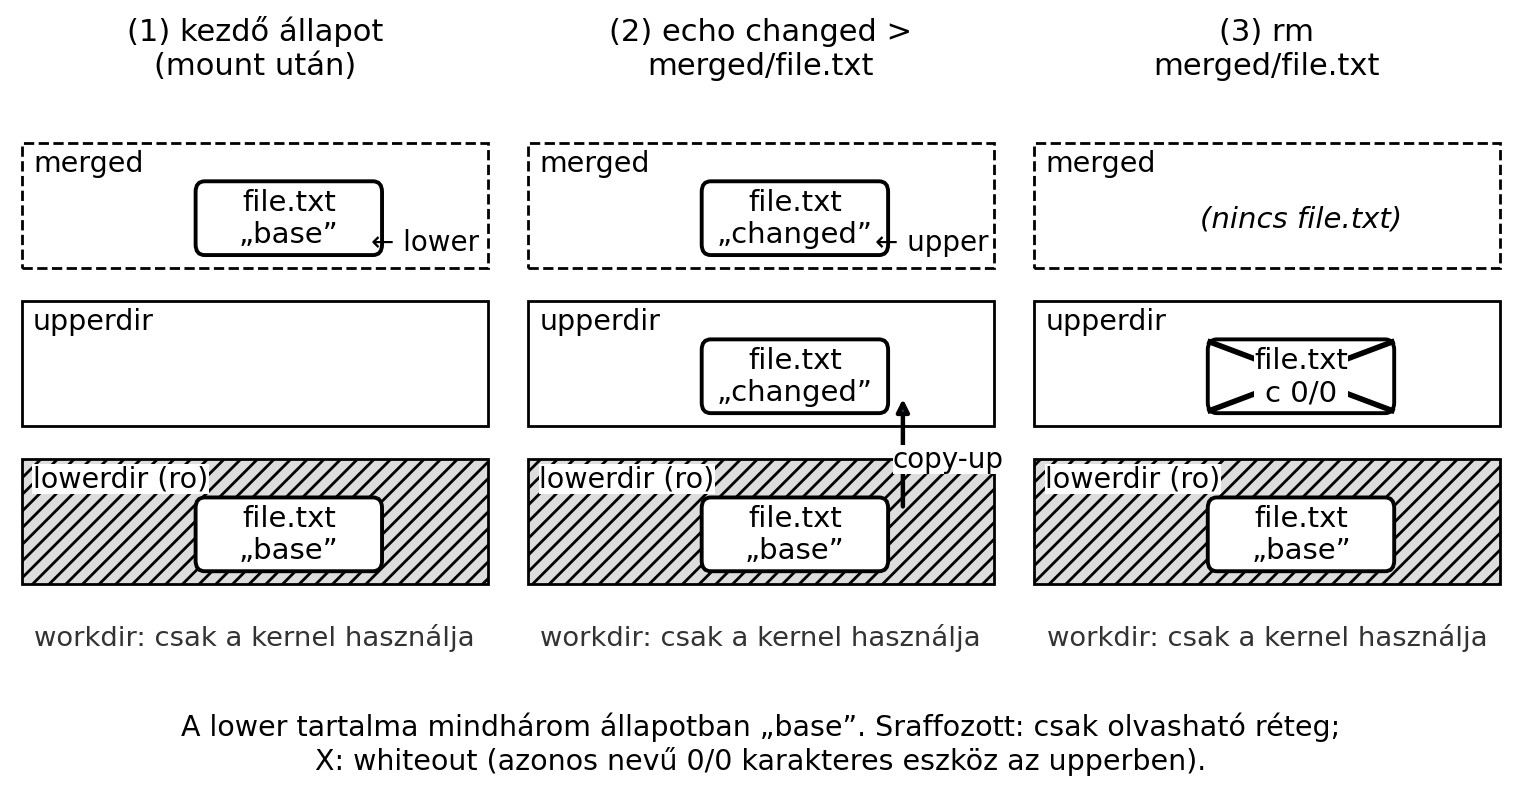 (1) kezdő állapot
(mount után)
merged
file.txt
„base”
← lower
upperdir
lowerdir (ro)
file.txt
„base”
workdir: csak a kernel használja
(2) echo changed >
merged/file.txt
merged
file.txt
„changed”
← upper
upperdir
file.txt
„changed”
copy-up
lowerdir (ro)
file.txt
„base”
workdir: csak a kernel használja
(3) rm
merged/file.txt
merged
(nincs file.txt)
upperdir
file.txt
c 0/0
lowerdir (ro)
file.txt
„base”
workdir: csak a kernel használja
A lower tartalma mindhárom állapotban „base”. Sraffozott: csak olvasható réteg;
X: whiteout (azonos nevű 0/0 karakteres eszköz az upperben).